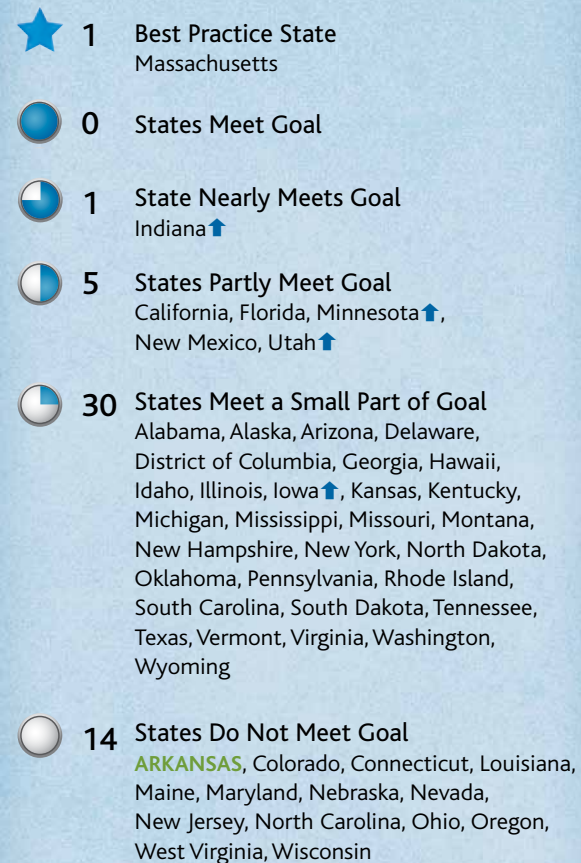 1 Best Practice State
Massachusetts
0 States Meet Goal
1 State Nearly Meets Goal
Indiana⬆
5 States Partly Meet Goal
California, Florida, Minnesota⬆,
New Mexico, Utah⬆
30 States Meet a Small Part of Goal
Alabama, Alaska, Arizona, Delaware,
District of Columbia, Georgia, Hawaii,
Idaho, Illinois, Iowa⬆, Kansas, Kentucky,
Michigan, Mississippi, Missouri, Montana,
New Hampshire, New York, North Dakota,
Oklahoma, Pennsylvania, Rhode Island,
South Carolina, South Dakota, Tennessee,
Texas, Vermont, Virginia, Washington,
Wyoming
14 States Do Not Meet Goal
ARKANSAS, Colorado, Connecticut, Louisiana,
Maine, Maryland, Nebraska, Nevada,
New Jersey, North Carolina, Ohio, Oregon,
West Virginia, Wisconsin